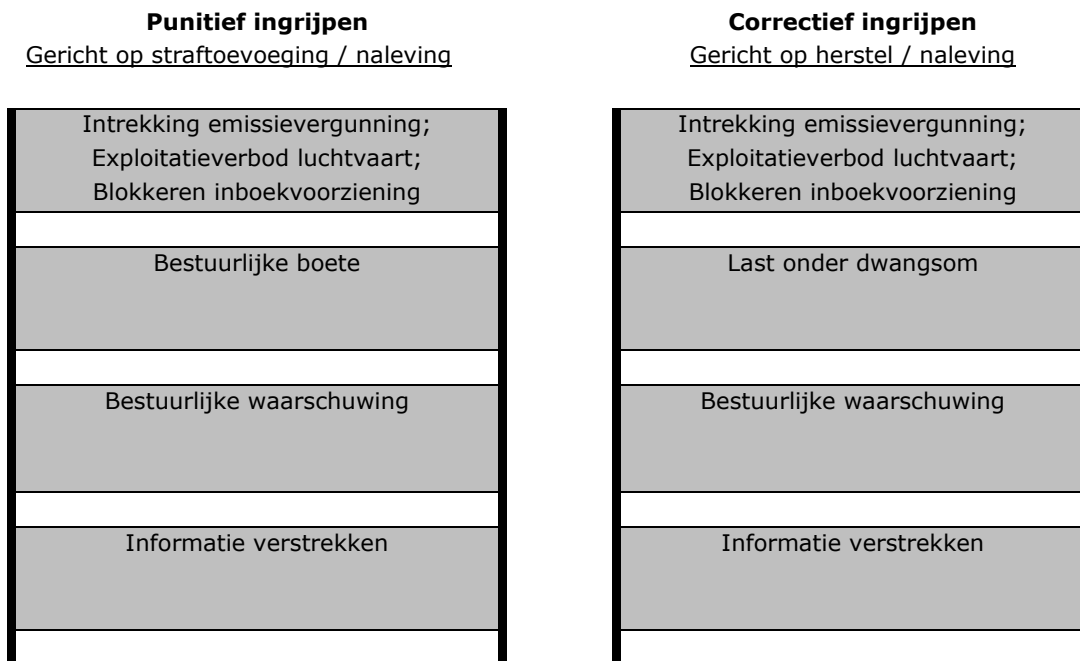 Punitief ingrijpen
Gericht op straftoevoeging / naleving
Intrekking emissievergunning;
Exploitatieverbod luchtvaart;
Blokkeren inboekvoorziening
Bestuurlijke boete
Bestuurlijke waarschuwing
Informatie verstrekken
Correctief ingrijpen
Gericht op herstel / naleving
Intrekking emissievergunning;
Exploitatieverbod luchtvaart;
Blokkeren inboekvoorziening
Last onder dwangsom
Bestuurlijke waarschuwing
Informatie verstrekken